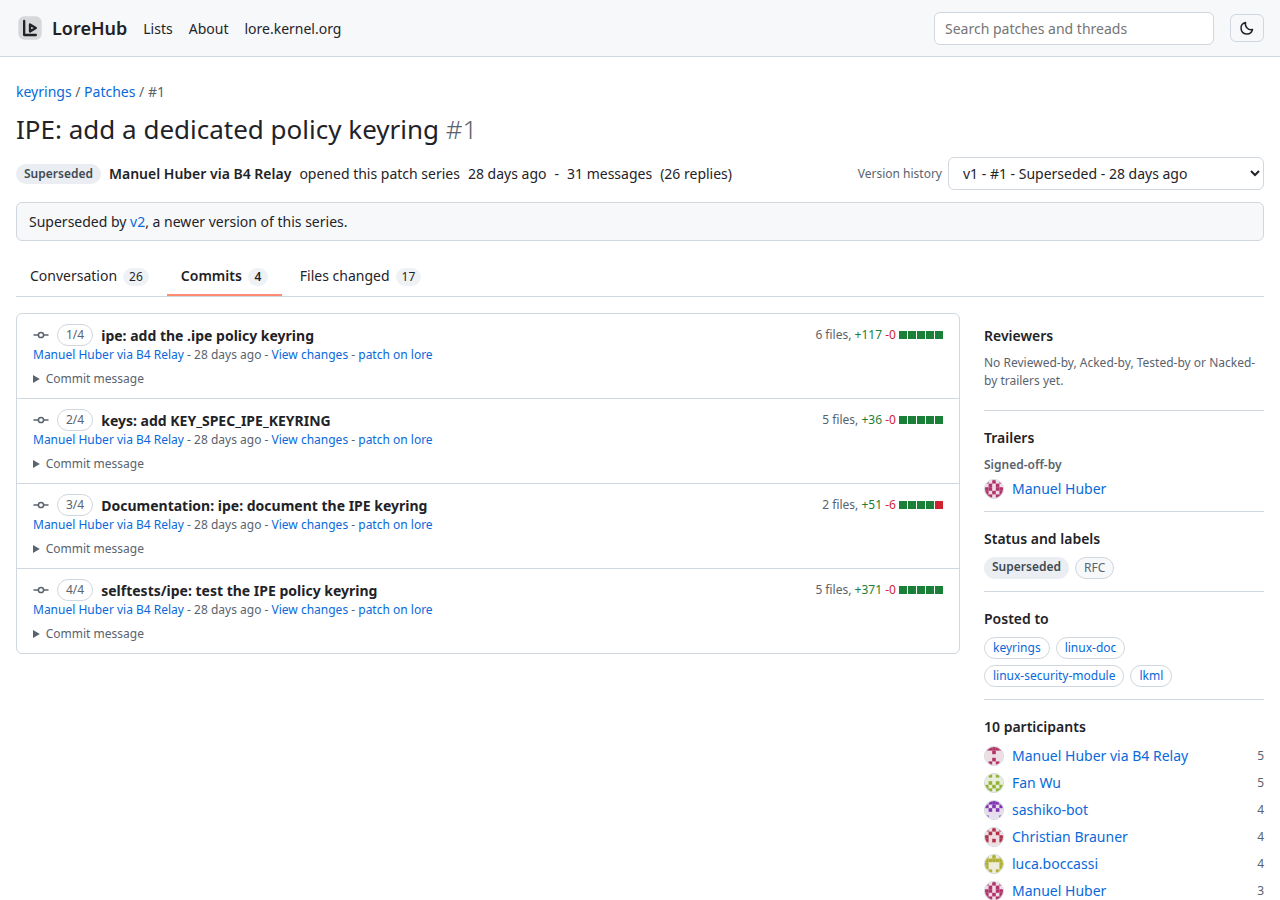 LoreHub Lists About lore.kernel.org Search patches and threads
keyrings / Patches / #1
IPE: add a dedicated policy keyring #1
Superseded Manuel Huber via B4 Relay opened this patch series 28 days ago - 31 messages (26 replies) Version history v1 - #1 - Superseded - 28 days ago
Superseded by v2, a newer version of this series.
Conversation 26 Commits 4 Files changed 17
1/4 ipe: add the .ipe policy keyring 6 files, +117 -0
Manuel Huber via B4 Relay - 28 days ago - View changes - patch on lore
Commit message
2/4 keys: add KEY_SPEC_IPE_KEYRING 5 files, +36 -0
Manuel Huber via B4 Relay - 28 days ago - View changes - patch on lore
Commit message
3/4 Documentation: ipe: document the IPE keyring 2 files, +51 -6
Manuel Huber via B4 Relay - 28 days ago - View changes - patch on lore
Commit message
4/4 selftests/ipe: test the IPE policy keyring 5 files, +371 -0
Manuel Huber via B4 Relay - 28 days ago - View changes - patch on lore
Commit message
Reviewers
No Reviewed-by, Acked-by, Tested-by or Nacked-
by trailers yet.
Trailers
Signed-off-by
Manuel Huber
Status and labels
Superseded RFC
Posted to
keyrings linux-doc
linux-security-module lkml
10 participants
Manuel Huber via B4 Relay 5
Fan Wu 5
sashiko-bot 4
Christian Brauner 4
luca.boccassi 4
Manuel Huber 3